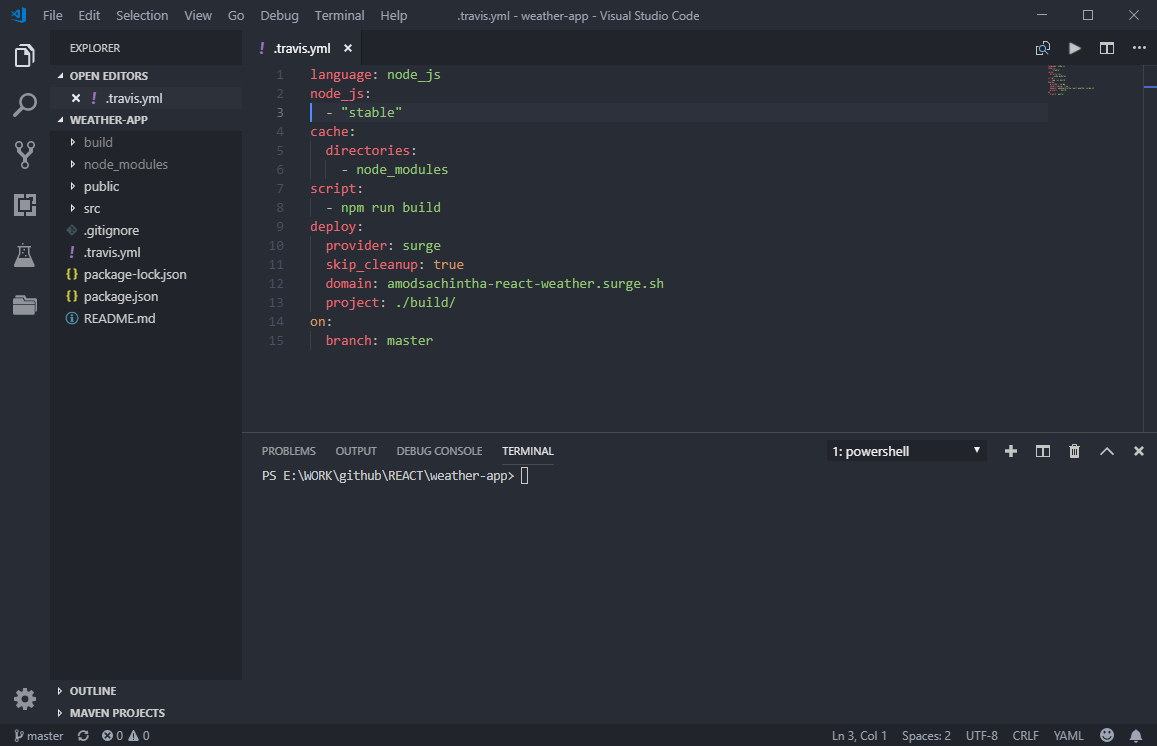 File Edit Selection View Go Debug Terminal Help .travis.yml - weather-app - Visual Studio Code
EXPLORER
OPEN EDITORS
! .travis.yml
WEATHER-APP
build
node_modules
public
src
.gitignore
! .travis.yml
{} package-lock.json
{} package.json
README.md
OUTLINE
MAVEN PROJECTS
! .travis.yml
1 language: node_js
2 node_js:
3 - "stable"
4 cache:
5 directories:
6 - node_modules
7 script:
8 - npm run build
9 deploy:
10 provider: surge
11 skip_cleanup: true
12 domain: amodsachintha-react-weather.surge.sh
13 project: ./build/
14 on:
15 branch: master
PROBLEMS OUTPUT DEBUG CONSOLE TERMINAL 1: powershell
PS E:\WORK\github\REACT\weather-app>
master 0 0 Ln 3, Col 1 Spaces: 2 UTF-8 CRLF YAML